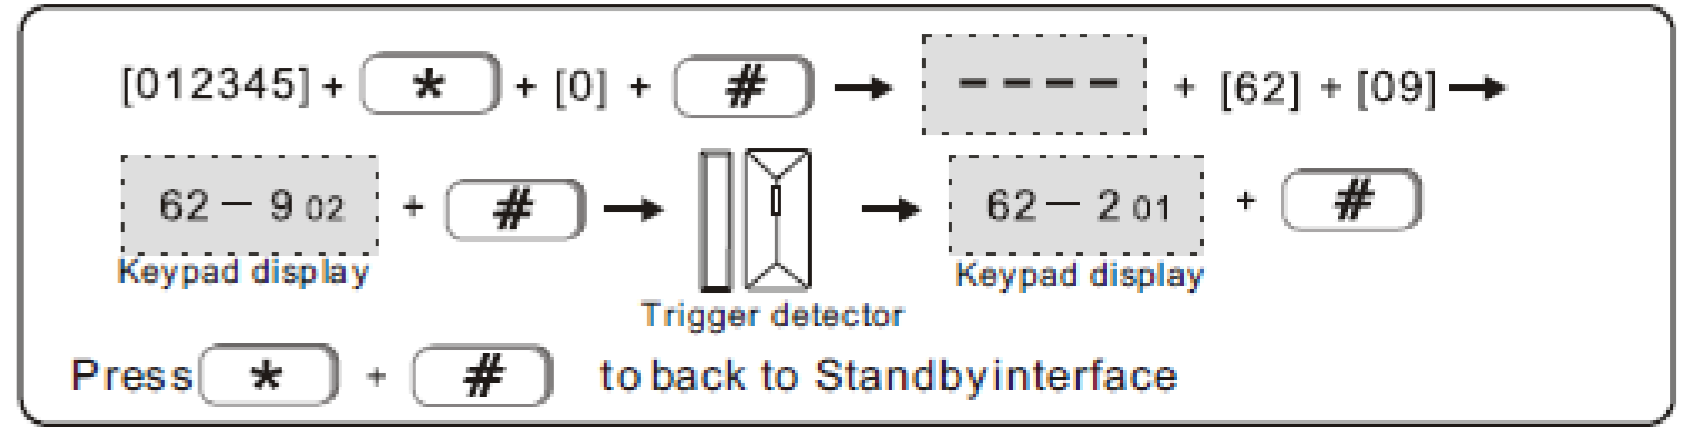 [012345] + * + [0] + # → − − − − + [62] + [09] →
62 − 9 02 + # → → 62 − 2 01 + #
Keypad display Keypad display
Trigger detector
Press * + # to back to Standbyinterface